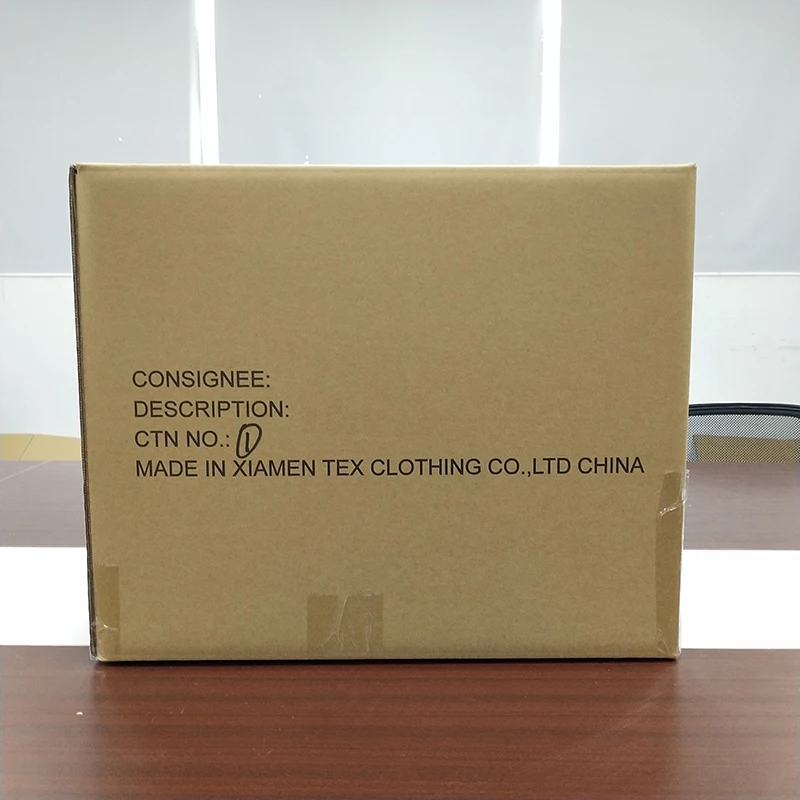 CONSIGNEE:
DESCRIPTION:
CTN NO.: 1
MADE IN XIAMEN TEX CLOTHING CO.,LTD CHINA